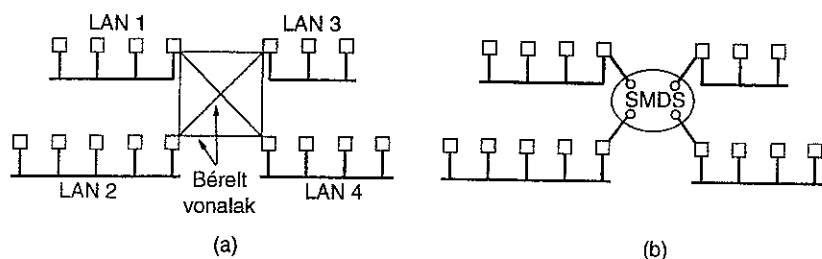 LAN 1
LAN 3
SMDS
LAN 2
Bérelt
vonalak
LAN 4
(a)
(b)